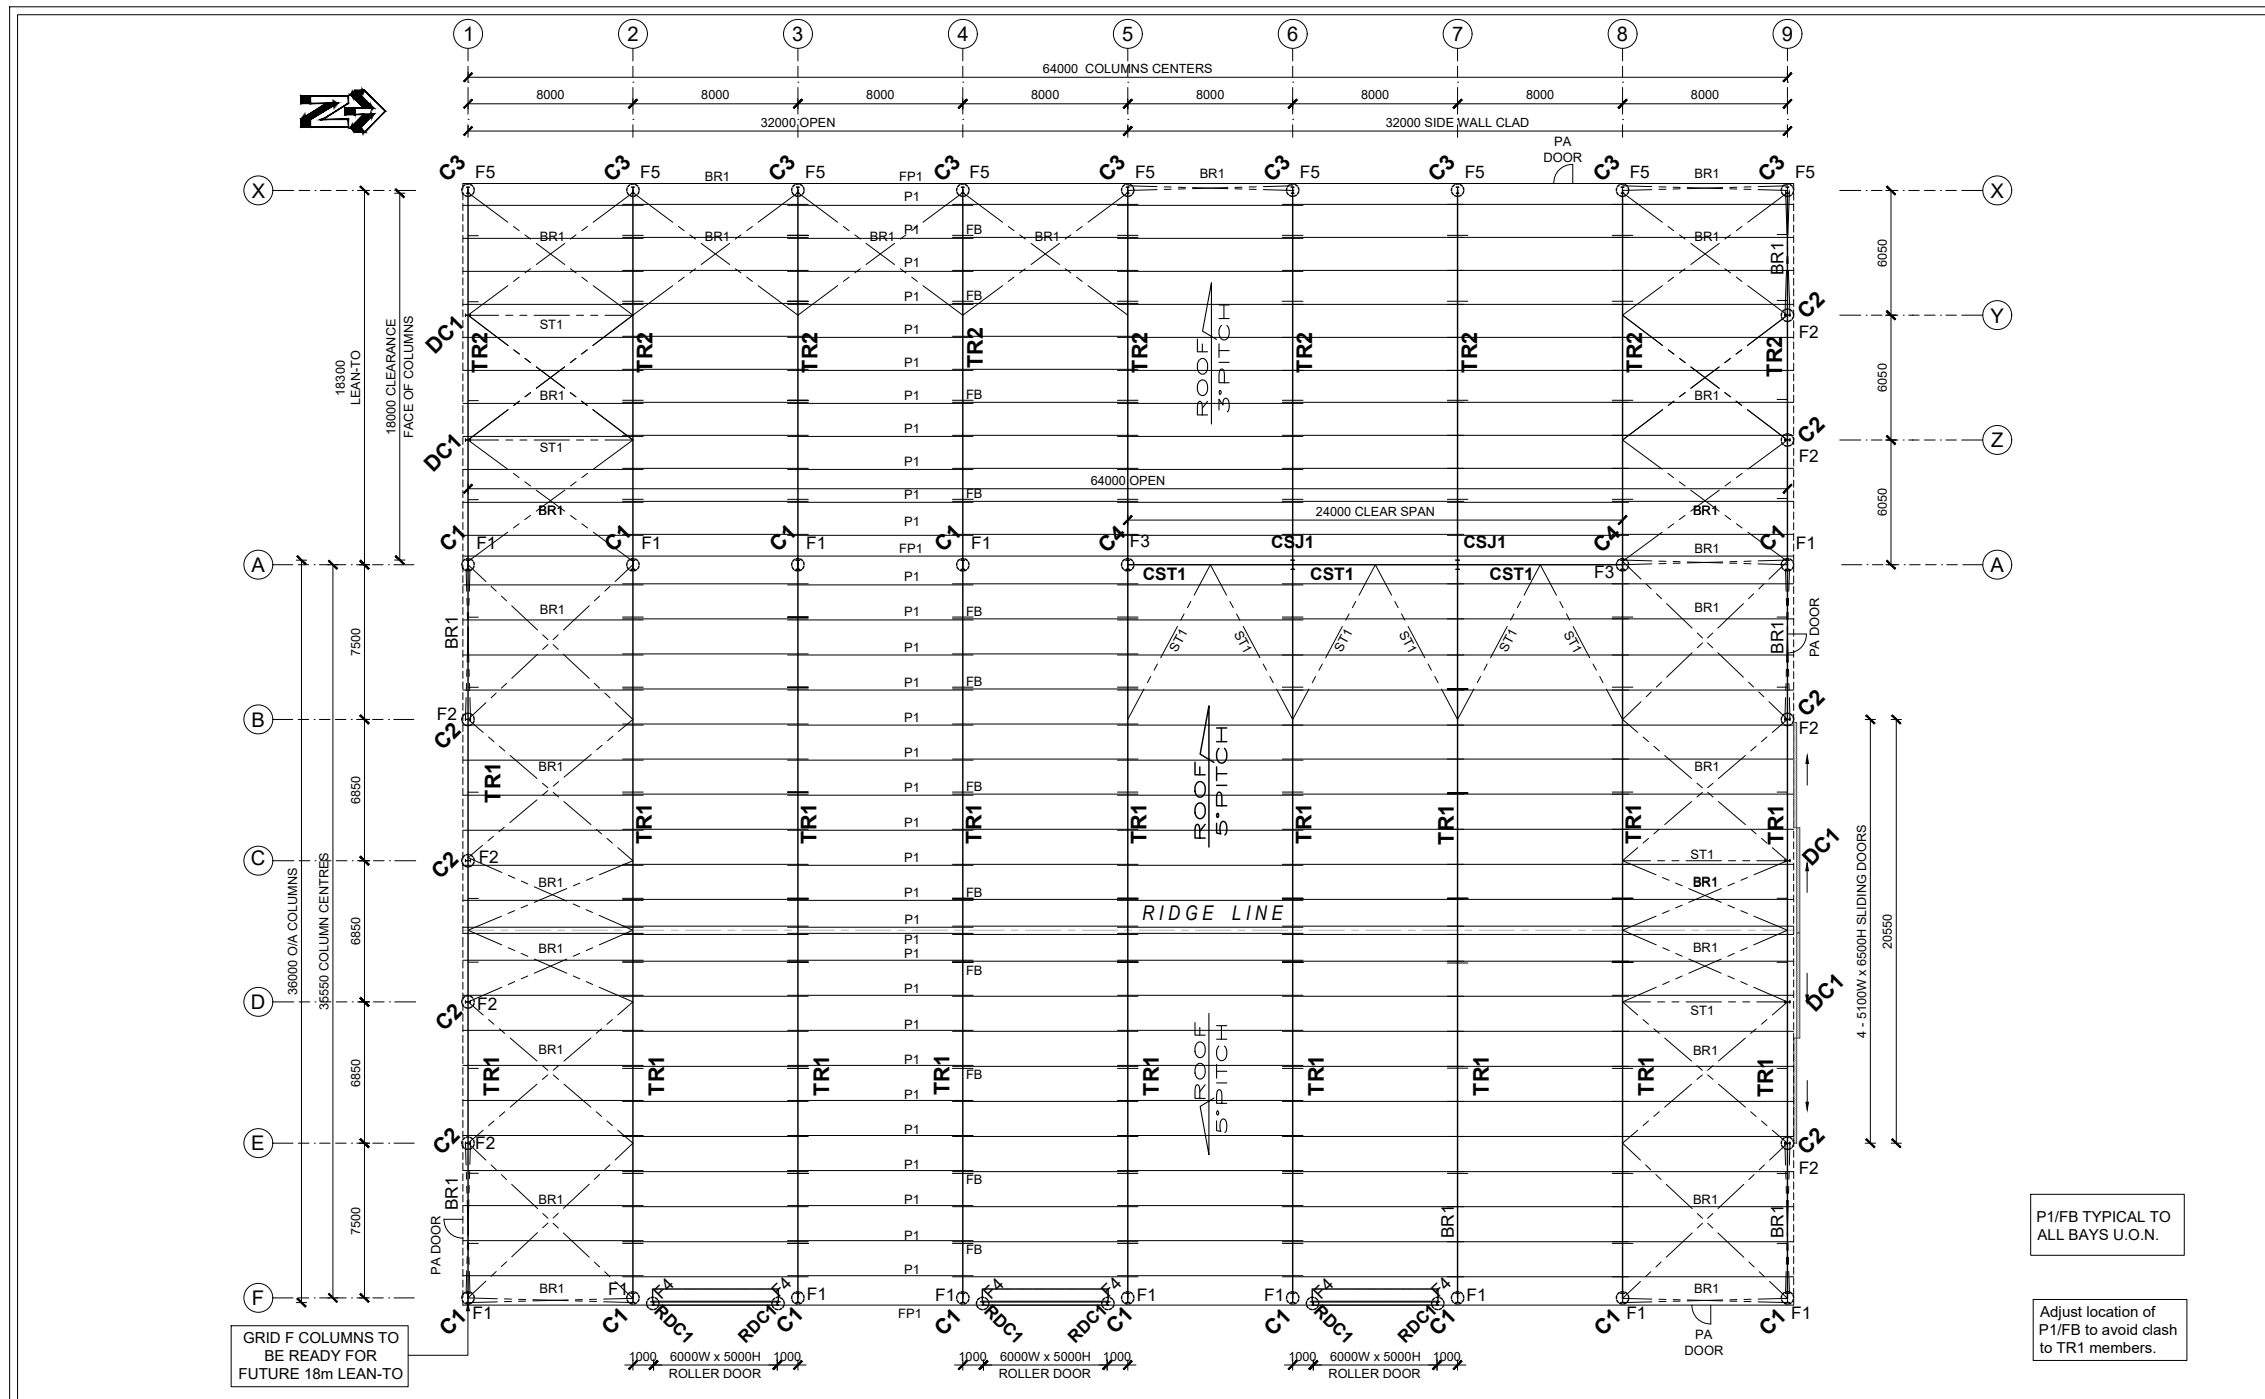 1 2 3 4 5 6 7 8 9
64000 COLUMNS CENTERS
8000 8000 8000 8000 8000 8000 8000 8000
32000 OPEN 32000 SIDE WALL CLAD
N
PA
DOOR
C3 C3 C3 C3 C3 C3 C3 C3 C3
F5 F5 F5 F5 F5 F5 F5 F5 F5
BR1 FP1 BR1 BR1
X X
P1
BR1 BR1 BR1 P1 FB BR1 BR1 BR1
6050
P1 FB
DC1 ST1 C2
F2
Y
P1
TR2 TR2 TR2 TR2 TR2 TR2 TR2 TR2 TR2
ROOF
3° PITCH
18300
LEAN-TO
18000 CLEARANCE
FACE OF COLUMNS
P1
6050
BR1 P1 FB BR1
P1
DC1 ST1 C2
F2
Z
P1
64000 OPEN
P1 FB
6050
BR1 P1 24000 CLEAR SPAN BR1
C1 C1 C1 C1 C4 CSJ1 CSJ1 C4 C1
F1 F1 F1 F1 F3 F1
FP1 BR1
A A
P1 CST1 CST1 CST1 F3
BR1 P1 FB BR1
7500
BR1 P1 ST1 ST1 ST1 ST1 ST1 ST1 BR1
PA DOOR
P1 FB
B F2 C2 P1 C2 F2
ROOF
5° PITCH
P1
BR1 BR1
TR1 P1 FB
6850
P1
TR1 TR1 TR1 TR1 TR1 TR1 TR1 TR1
C C2 F2 P1 ST1 DC1
BR1 P1 FB BR1
36000 O/A COLUMNS
36550 COLUMN CENTRES
RIDGE LINE
6850
P1
P1
P1
BR1 BR1
FB
4 - 5100W x 6500H SLIDING DOORS
20550
P1
D C2 F2 ST1 DC1
P1
ROOF
5° PITCH
BR1 P1 BR1
6850
FB
TR1 TR1 TR1 TR1 TR1 TR1 TR1 TR1 TR1
P1
E C2 F2 P1 C2 F2
P1 FB
BR1 BR1 P1 BR1 BR1 BR1
7500
PA DOOR
P1
FB
P1
F BR1 F1 F4 F4 F1 F1 F4 F4 F1 F1 F4 F4 F1 F1 BR1 F1
C1 F1 C1 RDC1 RDC1 C1 FP1 C1 RDC1 RDC1 C1 C1 RDC1 RDC1 C1 C1 C1
PA
DOOR
1000 6000W x 5000H 1000
ROLLER DOOR
1000 6000W x 5000H 1000
ROLLER DOOR
1000 6000W x 5000H 1000
ROLLER DOOR
GRID F COLUMNS TO
BE READY FOR
FUTURE 18m LEAN-TO
P1/FB TYPICAL TO
ALL BAYS U.O.N.
Adjust location of
P1/FB to avoid clash
to TR1 members.